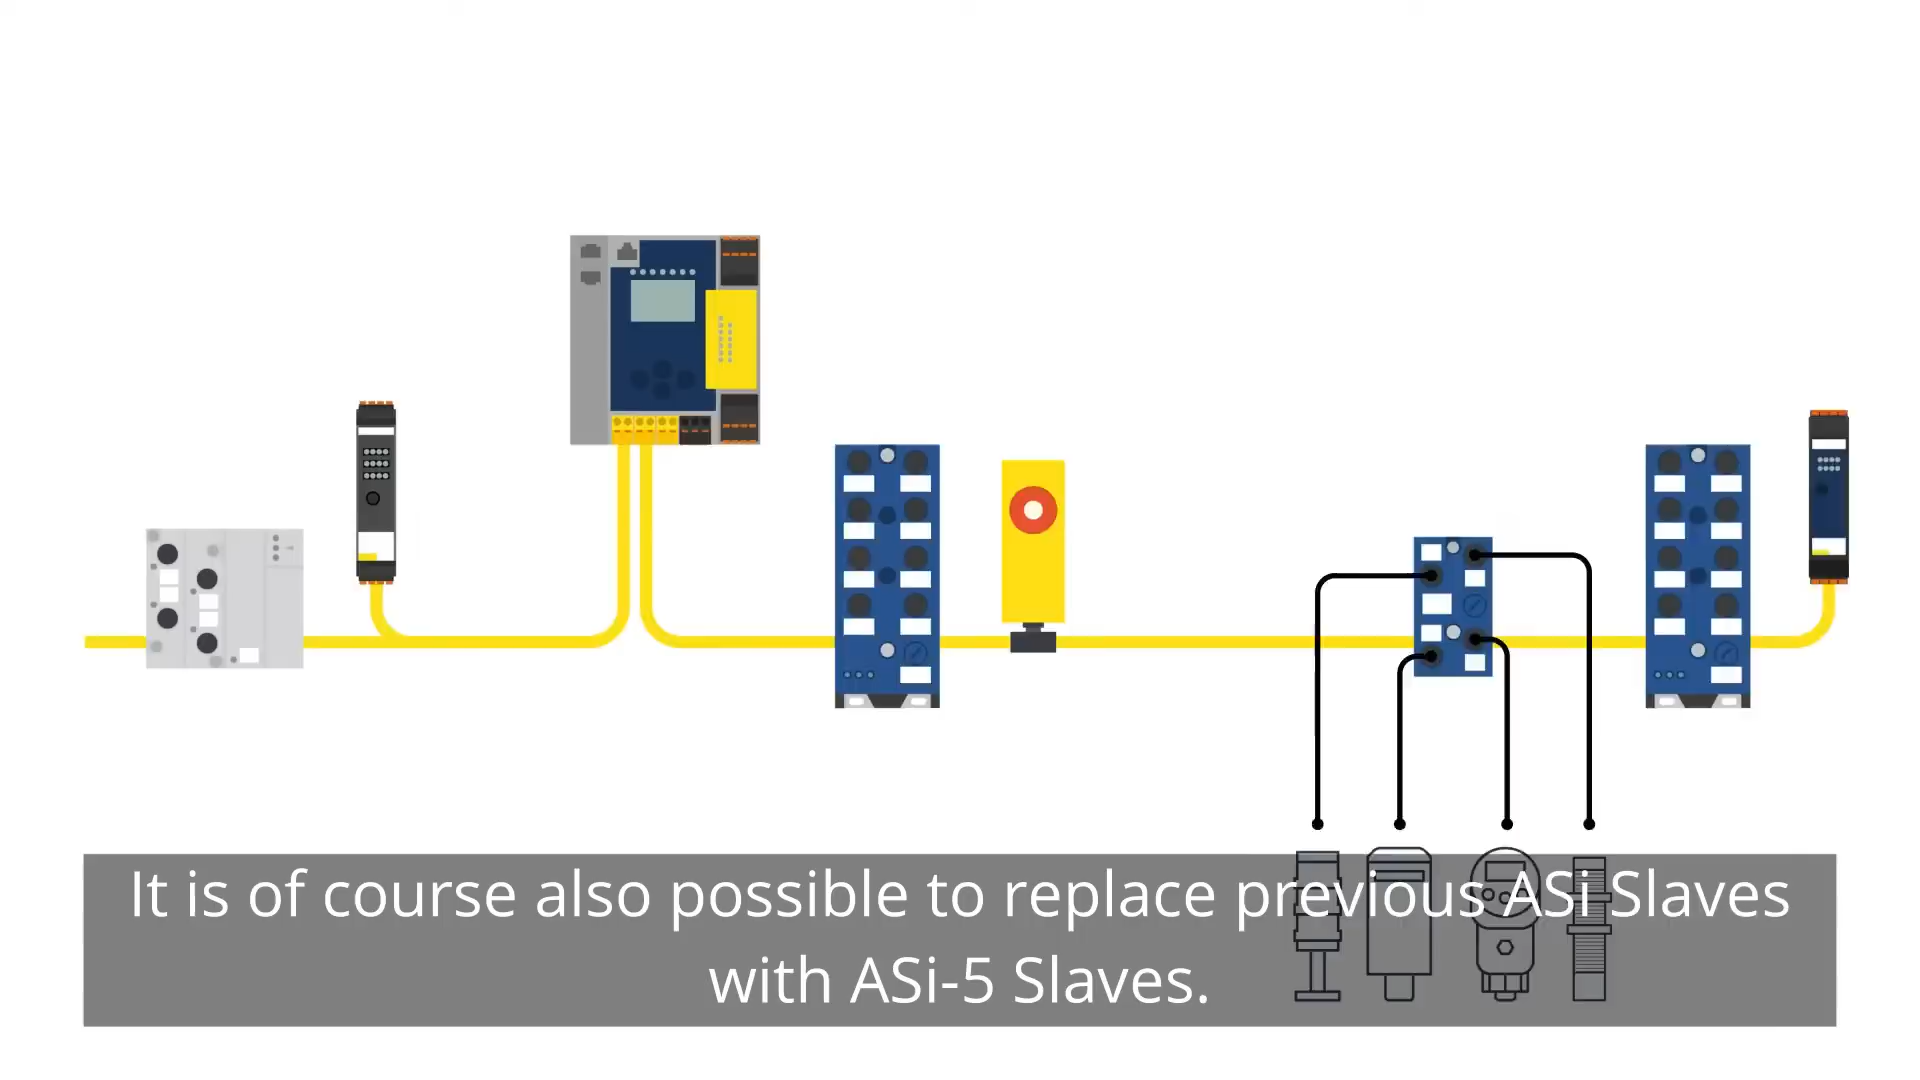 It is of course also possible to replace previous ASi Slaves
with ASi-5 Slaves.